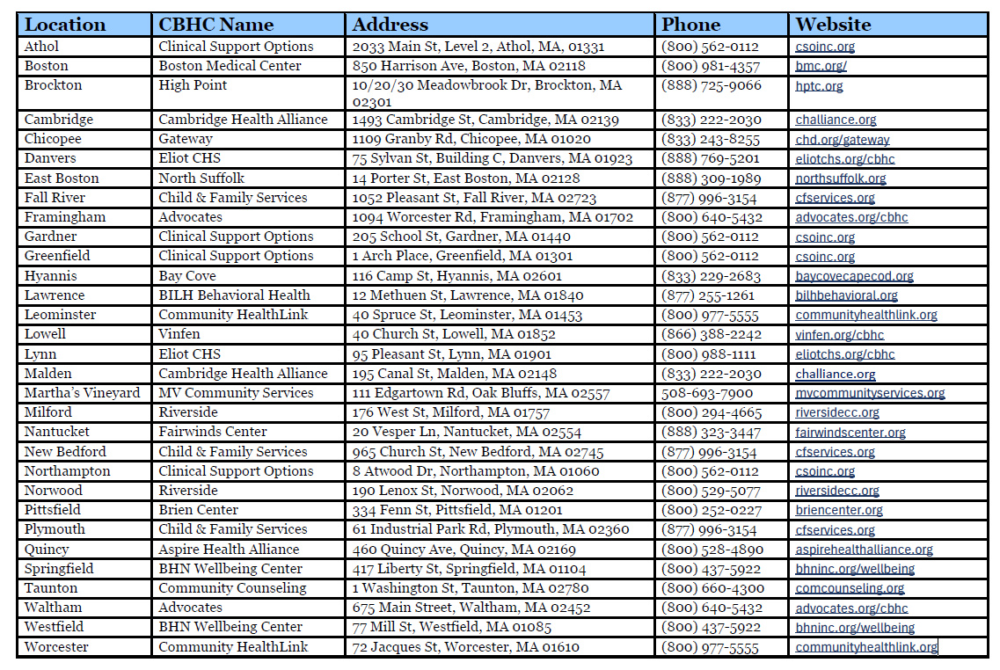 Location CBHC Name Address Phone Website
Athol Clinical Support Options 2033 Main St, Level 2, Athol, MA, 01331 (800) 562-0112 csoinc.org
Boston Boston Medical Center 850 Harrison Ave, Boston, MA 02118 (800) 981-4357 bmc.org/
Brockton High Point 10/20/30 Meadowbrook Dr, Brockton, MA (888) 725-9066 hptc.org
02301
Cambridge Cambridge Health Alliance 1493 Cambridge St, Cambridge, MA 02139 (833) 222-2030 challiance.org
Chicopee Gateway 1109 Granby Rd, Chicopee, MA 01020 (833) 243-8255 chd.org/gateway
Danvers Eliot CHS 75 Sylvan St, Building C, Danvers, MA 01923 (888) 769-5201 eliotchs.org/cbhc
East Boston North Suffolk 14 Porter St, East Boston, MA 02128 (888) 309-1989 northsuffolk.org
Fall River Child & Family Services 1052 Pleasant St, Fall River, MA 02723 (877) 996-3154 cfservices.org
Framingham Advocates 1094 Worcester Rd, Framingham, MA 01702 (800) 640-5432 advocates.org/cbhc
Gardner Clinical Support Options 205 School St, Gardner, MA 01440 (800) 562-0112 csoinc.org
Greenfield Clinical Support Options 1 Arch Place, Greenfield, MA 01301 (800) 562-0112 csoinc.org
Hyannis Bay Cove 116 Camp St, Hyannis, MA 02601 (833) 229-2683 baycovecapecod.org
Lawrence BILH Behavioral Health 12 Methuen St, Lawrence, MA 01840 (877) 255-1261 bilhbehavioral.org
Leominster Community HealthLink 40 Spruce St, Leominster, MA 01453 (800) 977-5555 communityhealthlink.org
Lowell Vinfen 40 Church St, Lowell, MA 01852 (866) 388-2242 vinfen.org/cbhc
Lynn Eliot CHS 95 Pleasant St, Lynn, MA 01901 (800) 988-1111 eliotchs.org/cbhc
Malden Cambridge Health Alliance 195 Canal St, Malden, MA 02148 (833) 222-2030 challiance.org
Martha's Vineyard MV Community Services 111 Edgartown Rd, Oak Bluffs, MA 02557 508-693-7900 mvcommunityservices.org
Milford Riverside 176 West St, Milford, MA 01757 (800) 294-4665 riversidecc.org
Nantucket Fairwinds Center 20 Vesper Ln, Nantucket, MA 02554 (888) 323-3447 fairwindscenter.org
New Bedford Child & Family Services 965 Church St, New Bedford, MA 02745 (877) 996-3154 cfservices.org
Northampton Clinical Support Options 8 Atwood Dr, Northampton, MA 01060 (800) 562-0112 csoinc.org
Norwood Riverside 190 Lenox St, Norwood, MA 02062 (800) 529-5077 riversidecc.org
Pittsfield Brien Center 334 Fenn St, Pittsfield, MA 01201 (800) 252-0227 briencenter.org
Plymouth Child & Family Services 61 Industrial Park Rd, Plymouth, MA 02360 (877) 996-3154 cfservices.org
Quincy Aspire Health Alliance 460 Quincy Ave, Quincy, MA 02169 (800) 528-4890 aspirehealthalliance.org
Springfield BHN Wellbeing Center 417 Liberty St, Springfield, MA 01104 (800) 437-5922 bhninc.org/wellbeing
Taunton Community Counseling 1 Washington St, Taunton, MA 02780 (800) 660-4300 comcounseling.org
Waltham Advocates 675 Main Street, Waltham, MA 02452 (800) 640-5432 advocates.org/cbhc
Westfield BHN Wellbeing Center 77 Mill St, Westfield, MA 01085 (800) 437-5922 bhninc.org/wellbeing
Worcester Community HealthLink 72 Jacques St, Worcester, MA 01610 (800) 977-5555 communityhealthlink.org